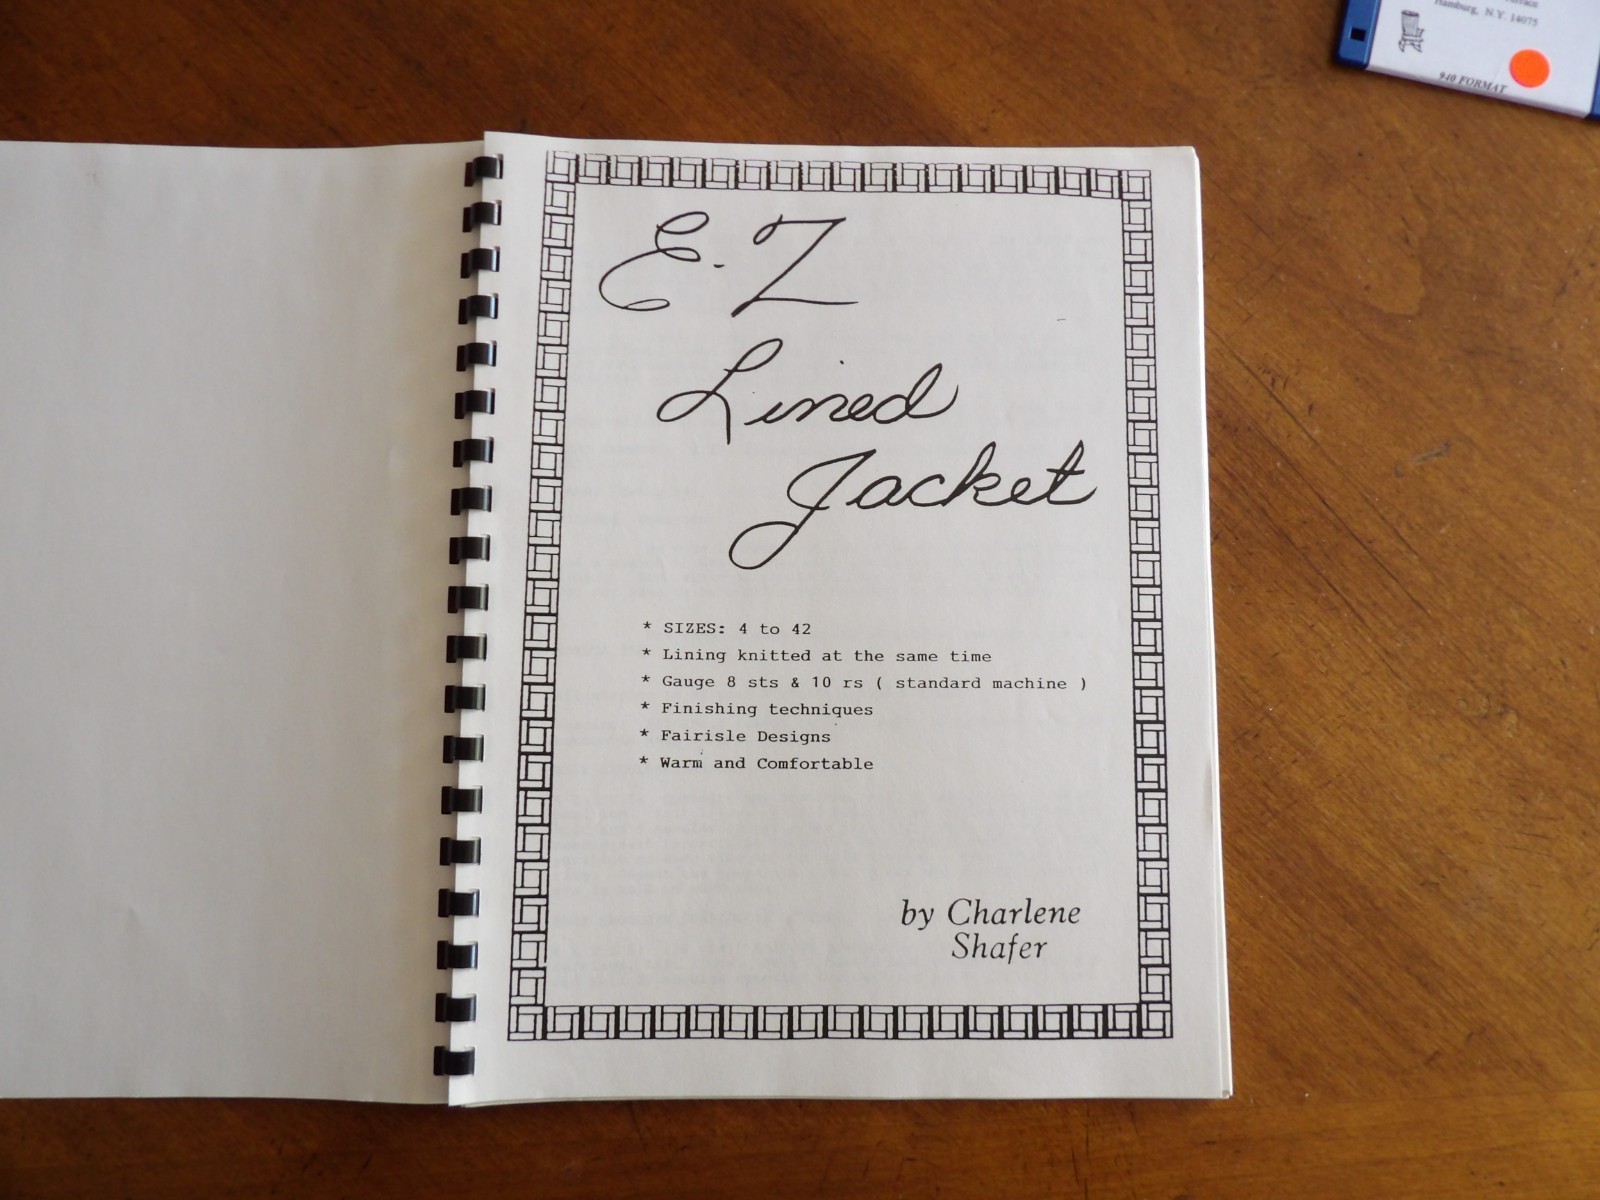 Hamburg, N.Y. 14075
940 FORMAT
E-Z
Lined
Jacket
* SIZES: 4 to 42
* Lining knitted at the same time
* Gauge 8 sts & 10 rs ( standard machine )
* Finishing techniques
* Fairisle Designs
* Warm and Comfortable
by Charlene
Shafer